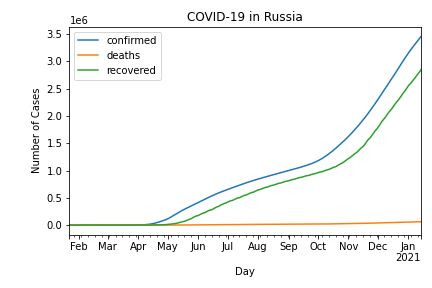 COVID-19 in Russia
1e6
3.5
3.0
2.5
2.0
1.5
1.0
0.5
0.0
Number of Cases
confirmed
deaths
recovered
Feb Mar Apr May Jun Jul Aug Sep Oct Nov Dec Jan
2021
Day